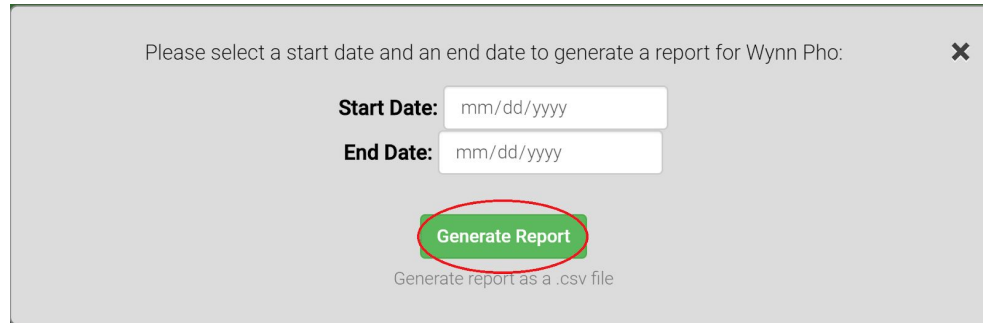 Please select a start date and an end date to generate a report for Wynn Pho:
Start Date: mm/dd/yyyy
End Date: mm/dd/yyyy
Generate Report
Generate report as a .csv file